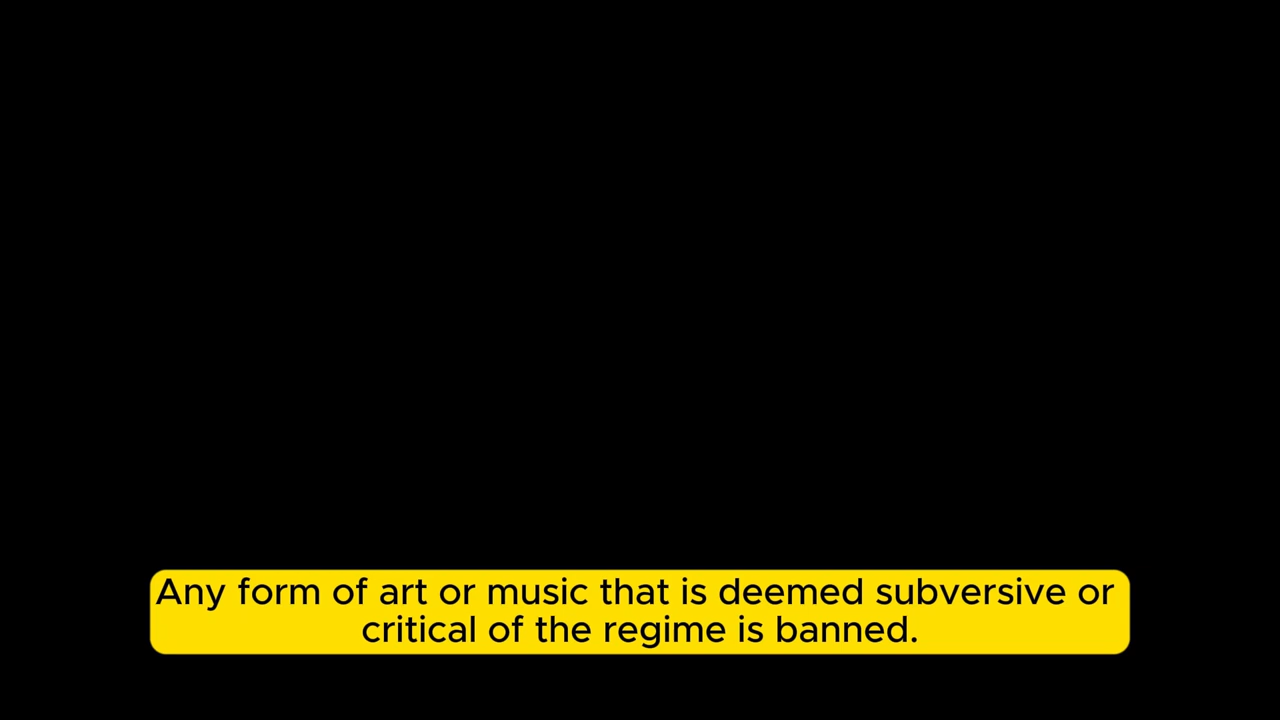 Any form of art or music that is deemed subversive or
critical of the regime is banned.